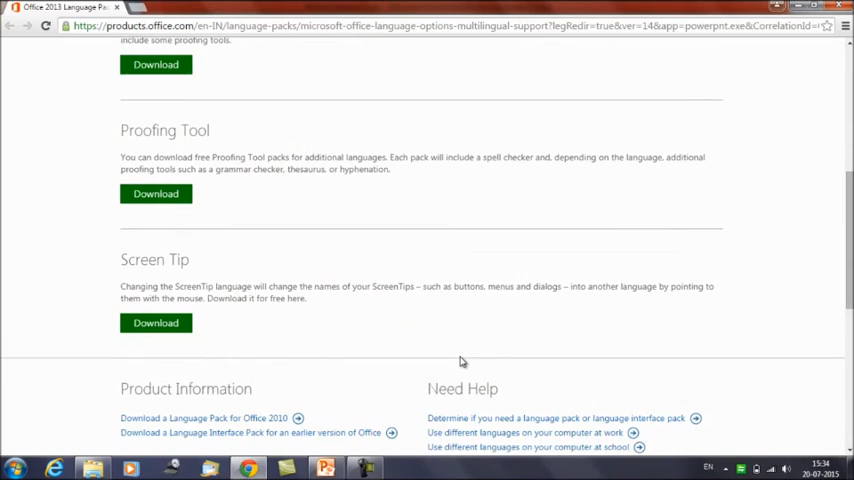 Office 2013 Language Pa
https://products.office.com/en-IN/language-packs/microsoft-office-language-options-multilingual-support?legRedir=true&ver=14&app=powerpnt.exe&CorrelationId=
include some proofing tools.
Download
Proofing Tool
You can download free Proofing Tool packs for additional languages. Each pack will include a spell checker and, depending on the language, additional
proofing tools such as a grammar checker, thesaurus, or hyphenation.
Download
Screen Tip
Changing the ScreenTip language will change the names of your ScreenTips – such as buttons, menus and dialogs – into another language by pointing to
them with the mouse. Download it for free here.
Download
Product Information
Download a Language Pack for Office 2010
Download a Language Interface Pack for an earlier version of Office
Need Help
Determine if you need a language pack or language interface pack
Use different languages on your computer at work
Use different languages on your computer at school
EN
15:34
20-07-2015